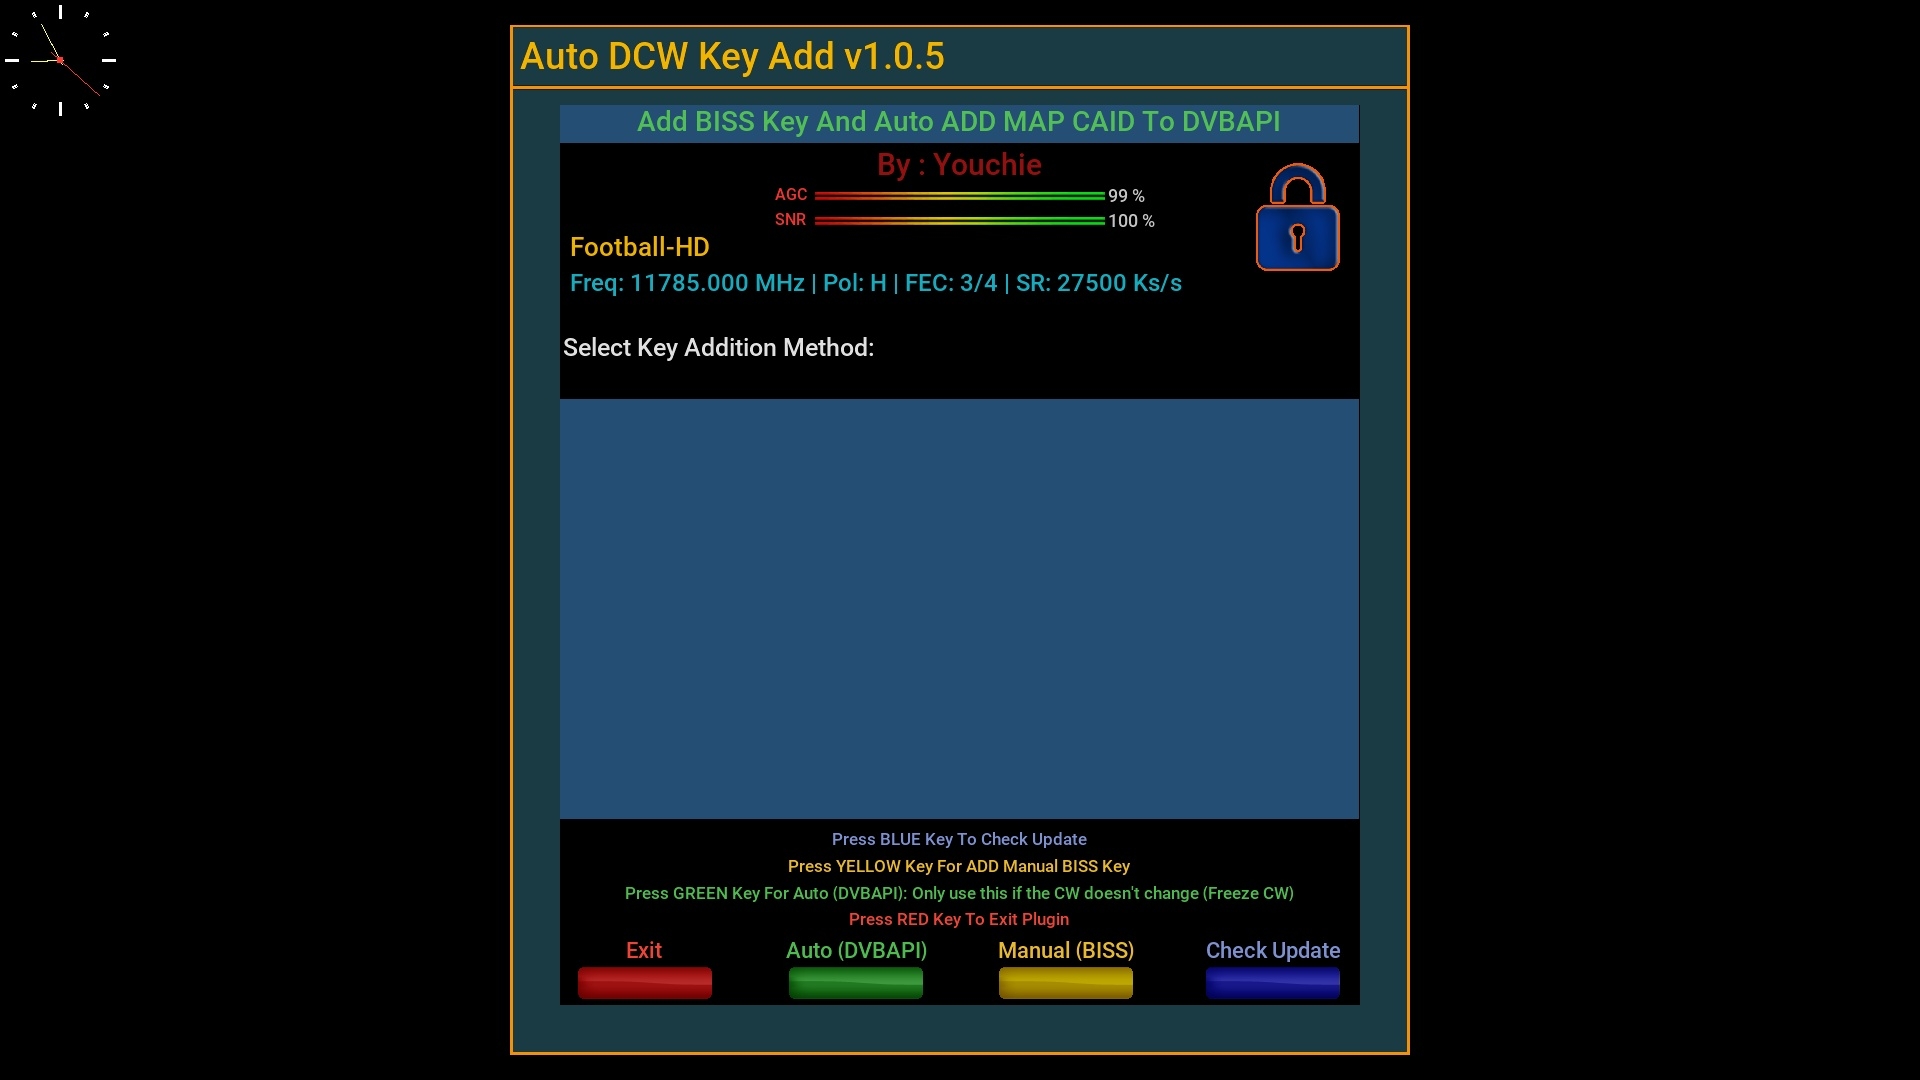 Auto DCW Key Add v1.0.5
Add BISS Key And Auto ADD MAP CAID To DVBAPI
By : Youchie
AGC 99 %
SNR 100 %
Football-HD
Freq: 11785.000 MHz | Pol: H | FEC: 3/4 | SR: 27500 Ks/s
Select Key Addition Method:
Press BLUE Key To Check Update
Press YELLOW Key For ADD Manual BISS Key
Press GREEN Key For Auto (DVBAPI): Only use this if the CW doesn't change (Freeze CW)
Press RED Key To Exit Plugin
Exit Auto (DVBAPI) Manual (BISS) Check Update